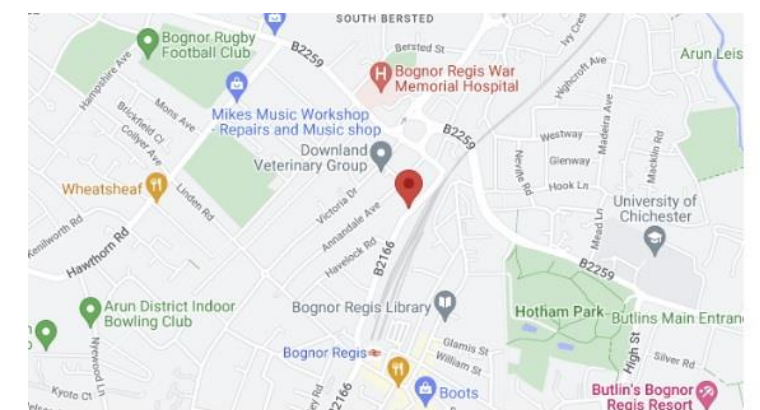 SOUTH BERSTED
Bognor Rugby
Football Club
B2259
Bersted St
Ivy Cres
Arun Leis
Hampshire Ave
Bognor Regis War
Memorial Hospital
Highcroft Ave
Mikes Music Workshop
- Repairs and Music shop
Mons Ave
Brickfield Cl
Collyer Ave
Downland
Veterinary Group
B2259
Westway
Madeira Ave
Macklin Rd
Glenway
Neville Rd
Hook Ln
Wheatsheaf
Linden Rd
Victoria Dr
Annandale Ave
Havelock Rd
University of
Chichester
Mead Ln
Kenilworth Rd
Hawthorn Rd
B2166
B2259
Arun District Indoor
Bowling Club
Bognor Regis Library
Hotham Park
Butlins Main Entran
Nyewood Ln
Bognor Regis
Glamis St
William St
High St
Silver Rd
Kyoto Ct
B2166
Boots
Butlin's Bognor
Regis Resort